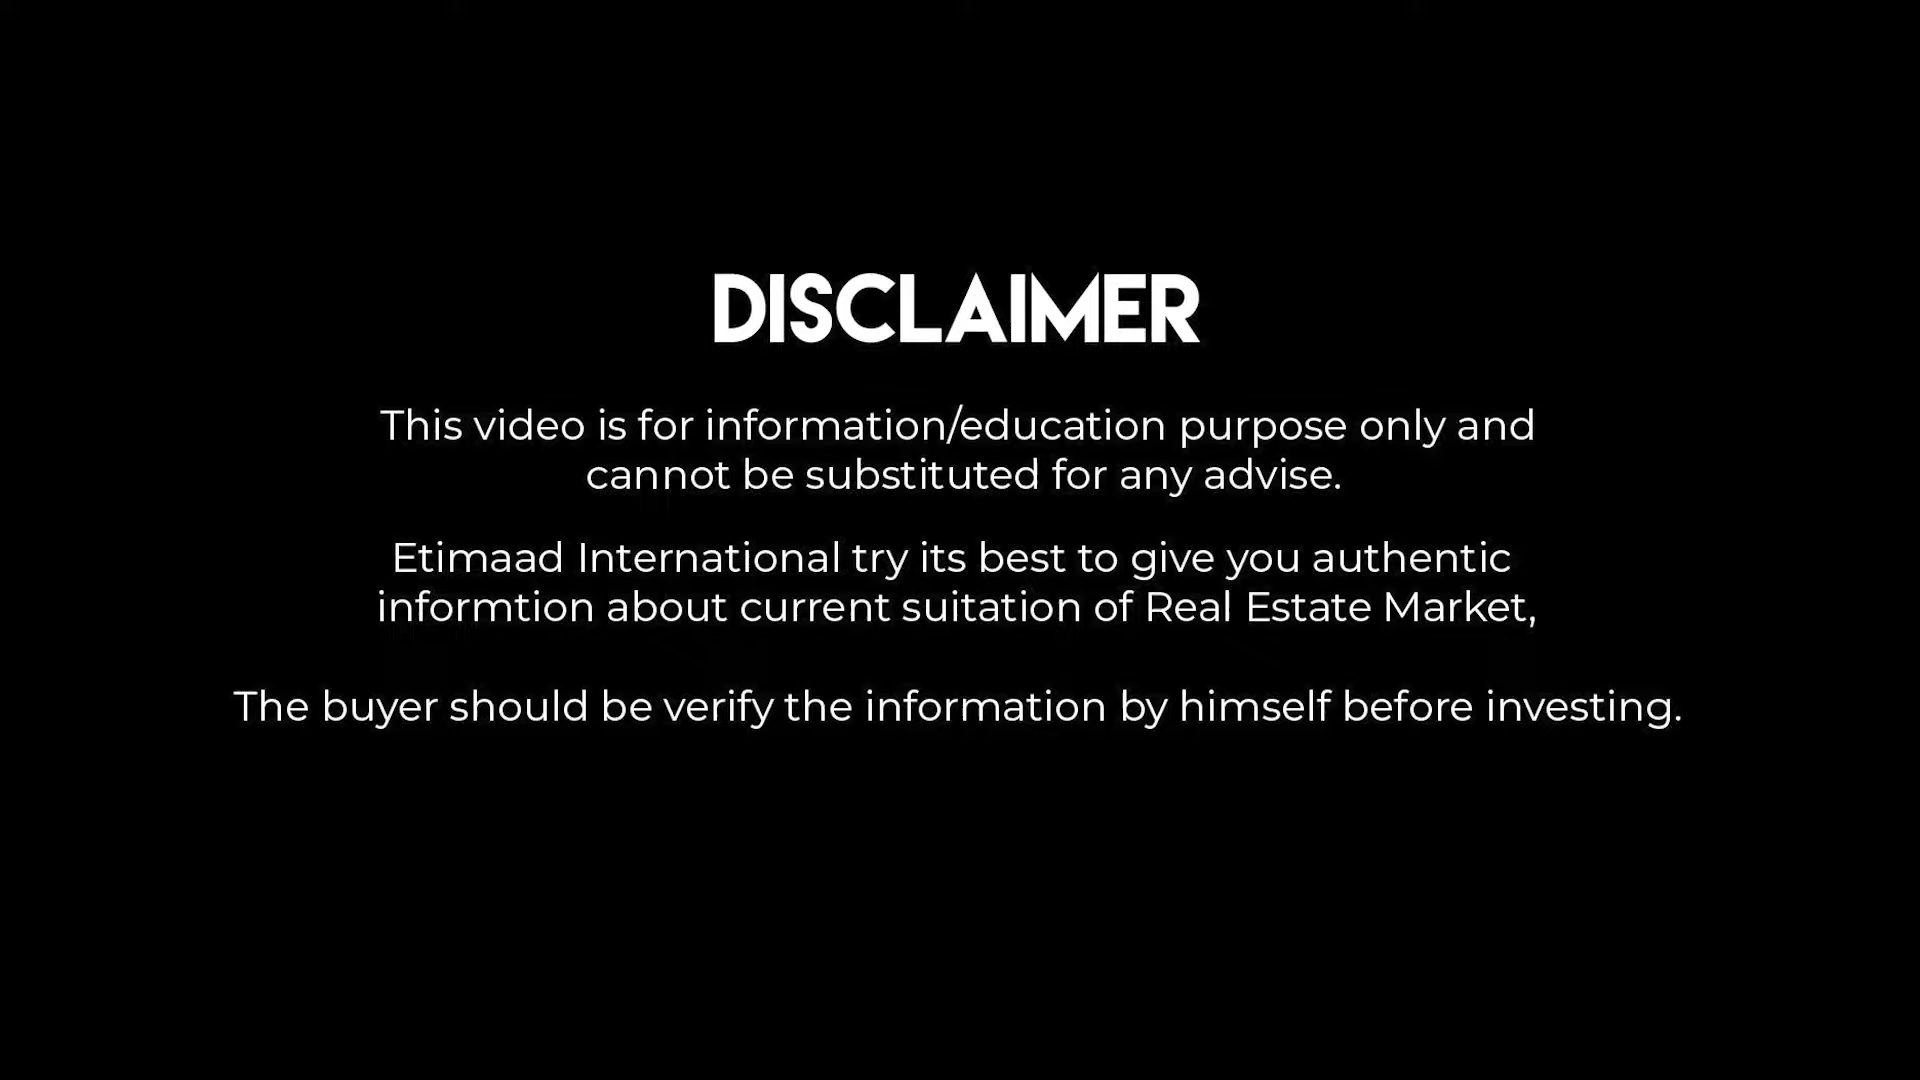 DISCLAIMER
This video is for information/education purpose only and
cannot be substituted for any advise.
Etimaad International try its best to give you authentic
informtion about current suitation of Real Estate Market,
The buyer should be verify the information by himself before investing.